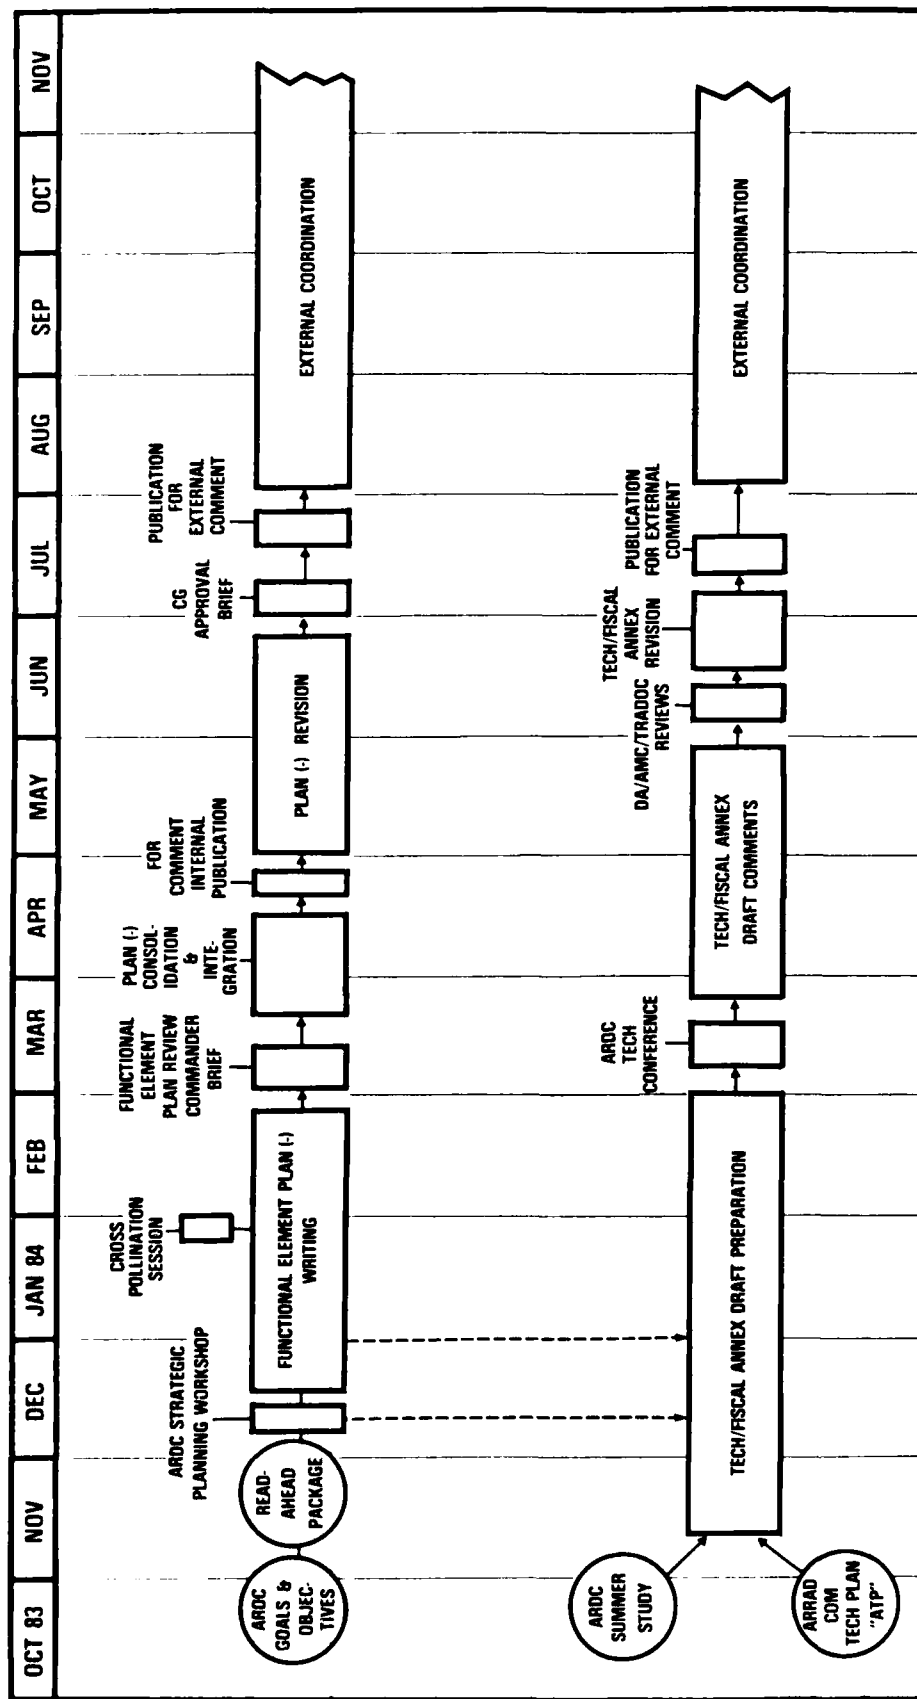 OCT 83
NOV
DEC
JAN 84
FEB
MAR
APR
MAY
JUN
JUL
AUG
SEP
OCT
NOV
ARDC
GOALS &
OBJEC-
TIVES
READ-
AHEAD
PACKAGE
ARDC STRATEGIC
PLANNING WORKSHOP
CROSS
POLLINATION
SESSION
FUNCTIONAL ELEMENT PLAN (-)
WRITING
FUNCTIONAL
ELEMENT
PLAN REVIEW
COMMANDER
BRIEF
PLAN (-)
CONSOL-
IDATION
&
INTE-
GRATION
FOR
COMMENT
INTERNAL
PUBLICATION
PLAN (-) REVISION
CG
APPROVAL
BRIEF
PUBLICATION
FOR
EXTERNAL
COMMENT
EXTERNAL COORDINATION
ARDC
SUMMER
STUDY
ARRAD
COM
TECH PLAN
"ATP"
TECH/FISCAL ANNEX DRAFT PREPARATION
ARDC
TECH
CONFERENCE
TECH/FISCAL ANNEX
DRAFT COMMENTS
DA/AMC/TRADOC
REVIEWS
TECH/FISCAL
ANNEX
REVISION
PUBLICATION
FOR EXTERNAL
COMMENT
EXTERNAL COORDINATION